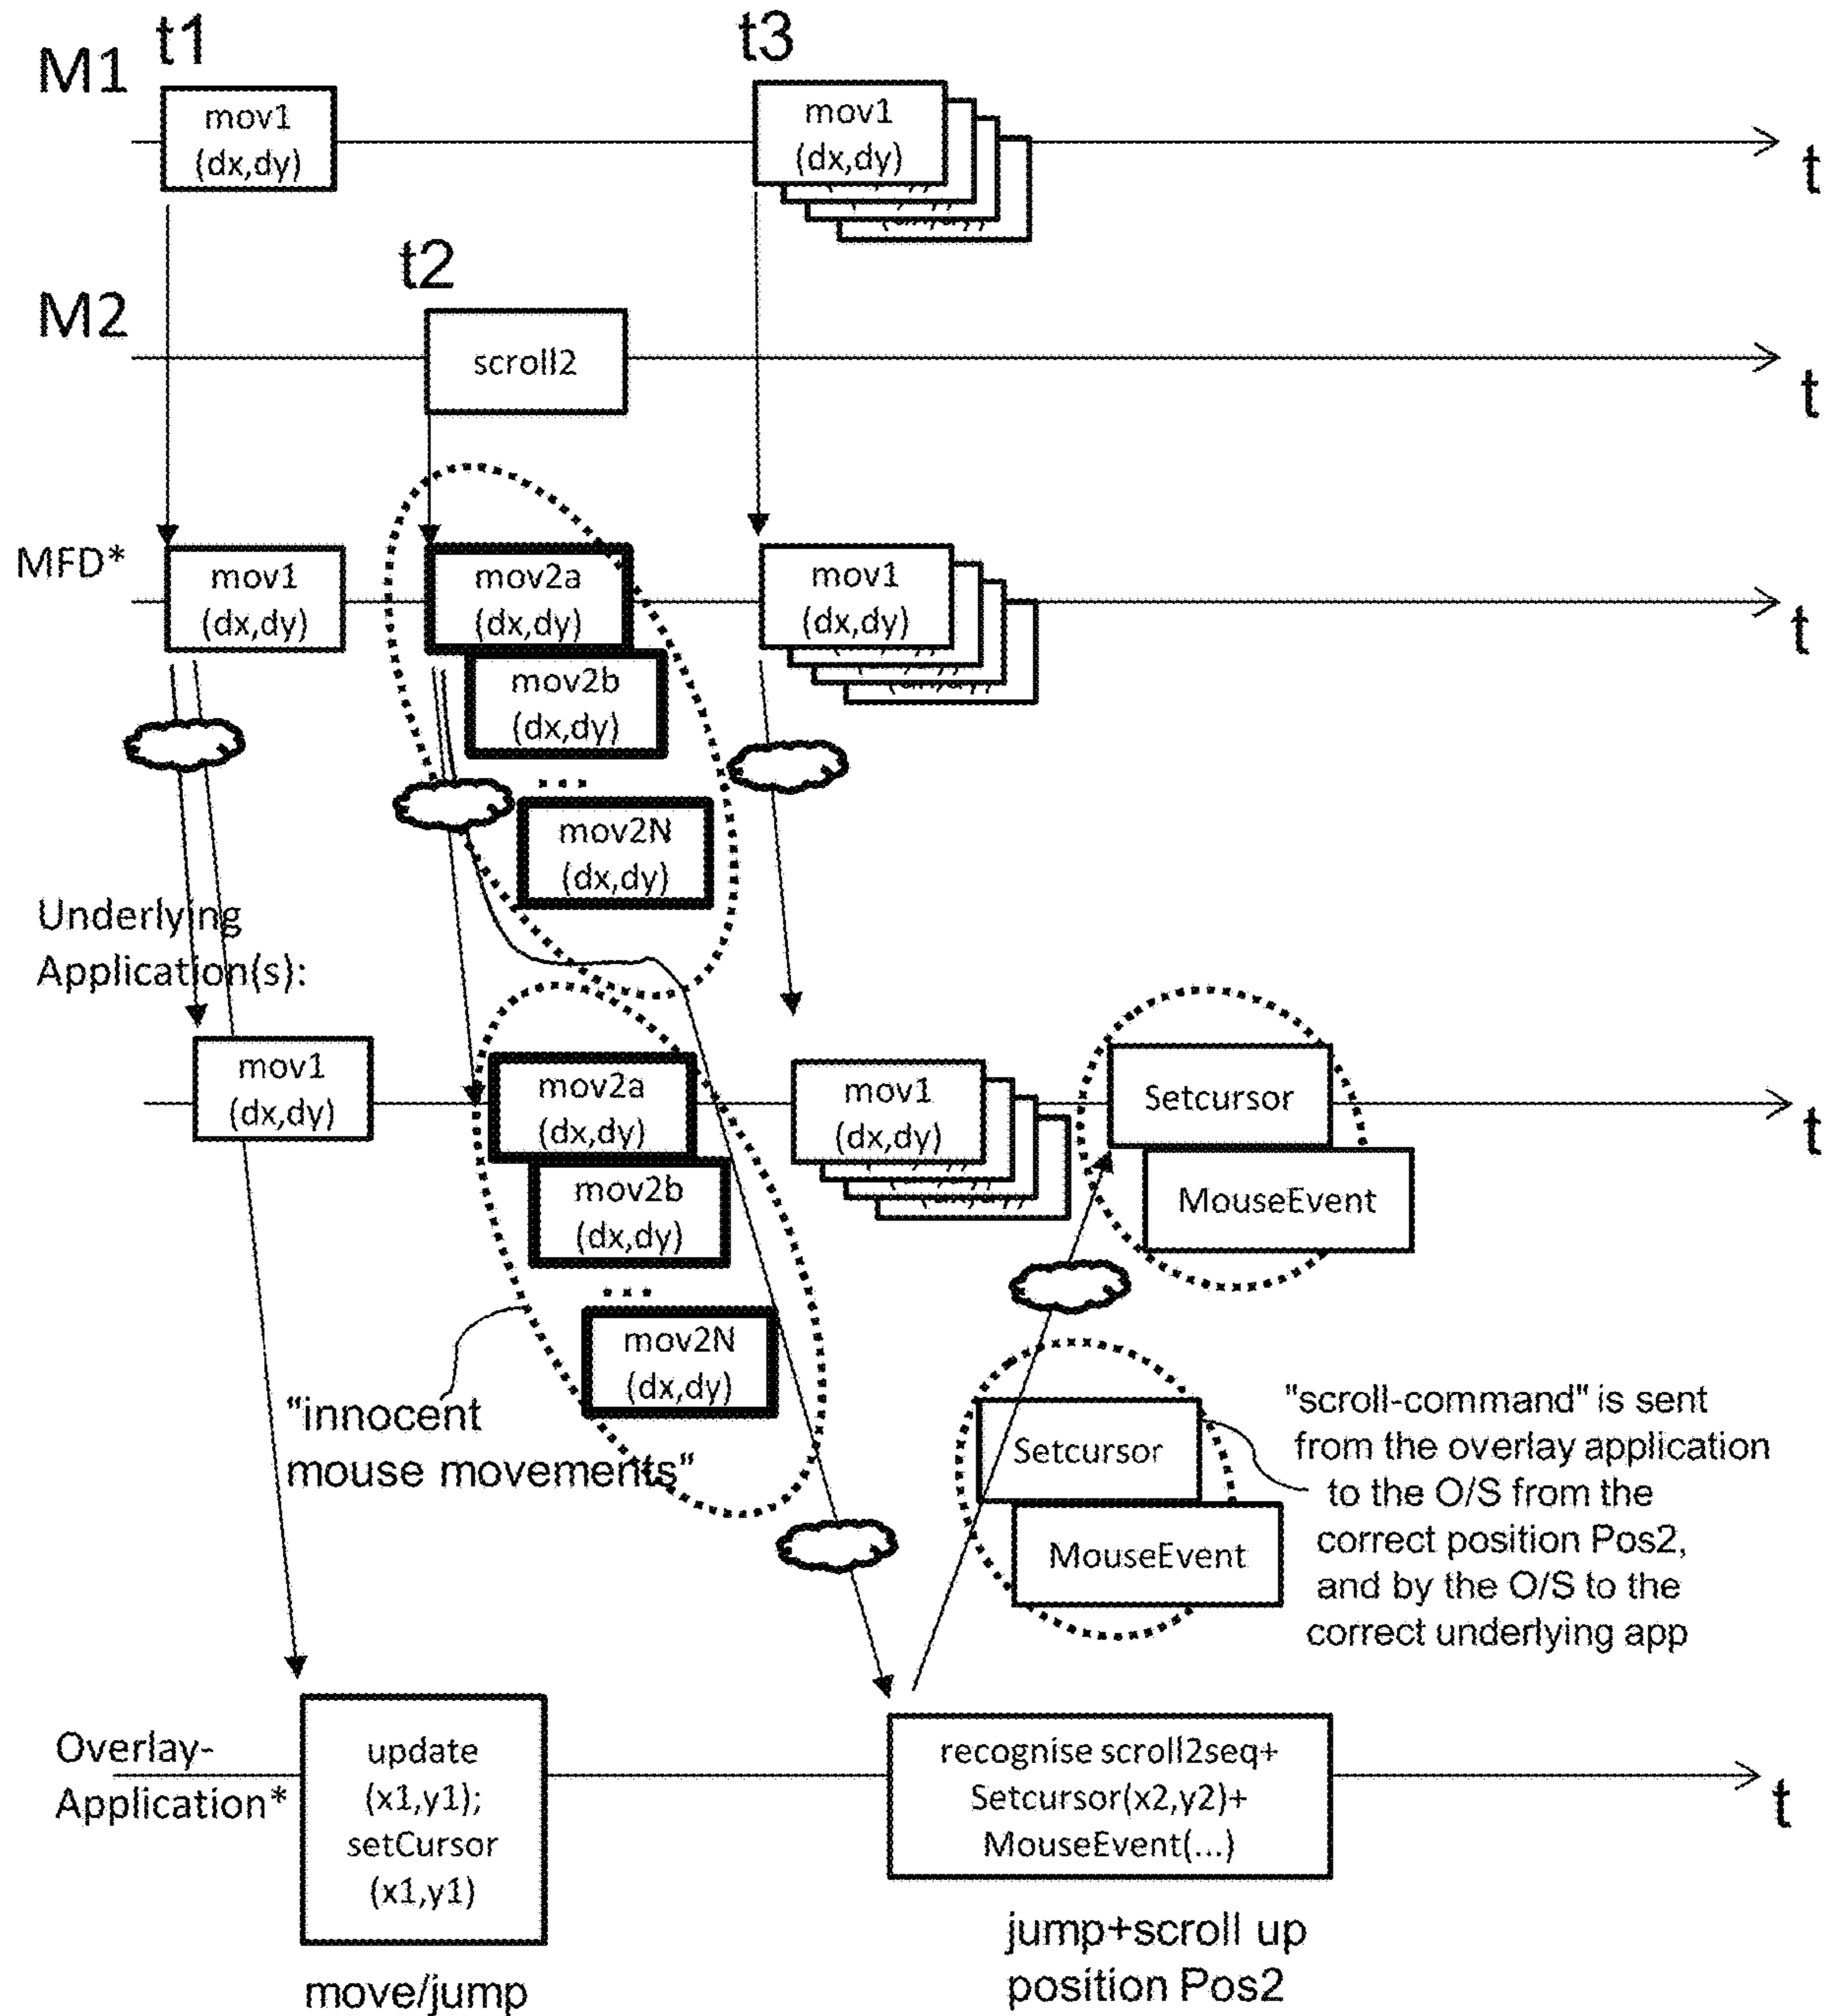 t1
t3
M1
mov1
(dx,dy)
mov1
(dx,dy)
t
t2
M2
scroll2
t
MFD*
mov1
(dx,dy)
mov2a
(dx,dy)
mov1
(dx,dy)
t
mov2b
(dx,dy)
...
mov2N
(dx,dy)
Underlying
Application(s):
mov1
(dx,dy)
mov2a
(dx,dy)
mov1
(dx,dy)
Setcursor
t
mov2b
(dx,dy)
MouseEvent
...
mov2N
(dx,dy)
"innocent
mouse movements"
Setcursor
MouseEvent
"scroll-command" is sent
from the overlay application
to the O/S from the
correct position Pos2,
and by the O/S to the
correct underlying app
Overlay-
Application*
update
(x1,y1);
setCursor
(x1,y1)
recognise scroll2seq+
Setcursor(x2,y2)+
MouseEvent(...)
t
move/jump
jump+scroll up
position Pos2